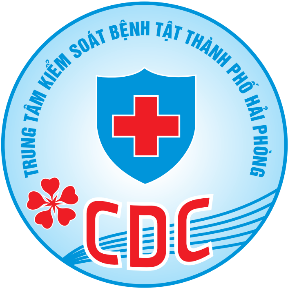 TRUNG TÂM KIỂM SOÁT BỆNH TẬT THÀNH PHỐ HẢI PHÒNG
CDC